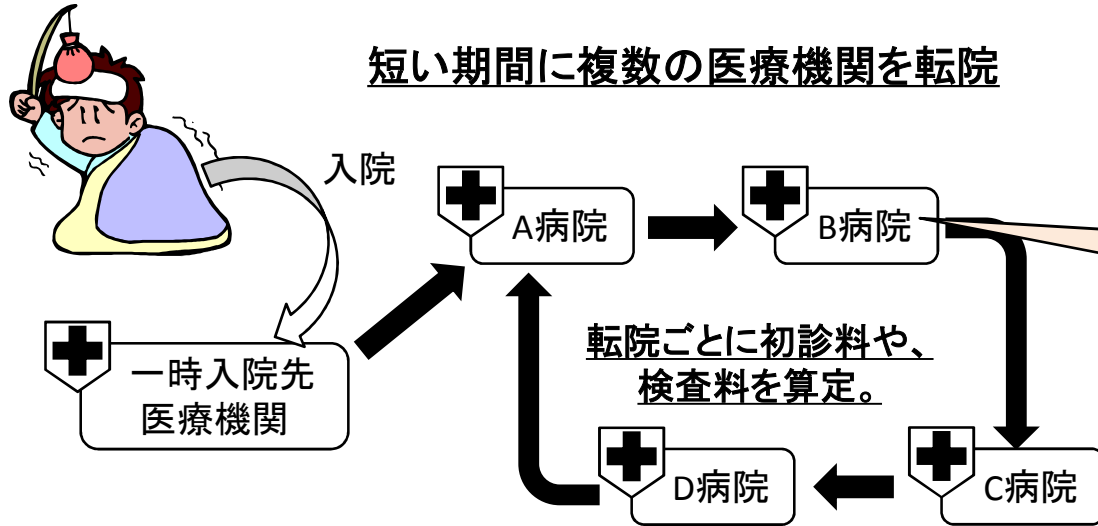 短い期間に複数の医療機関を転院
入院
A病院
B病院
一時入院先
医療機関
転院ごとに初診料や、
検査料を算定。
D病院
C病院